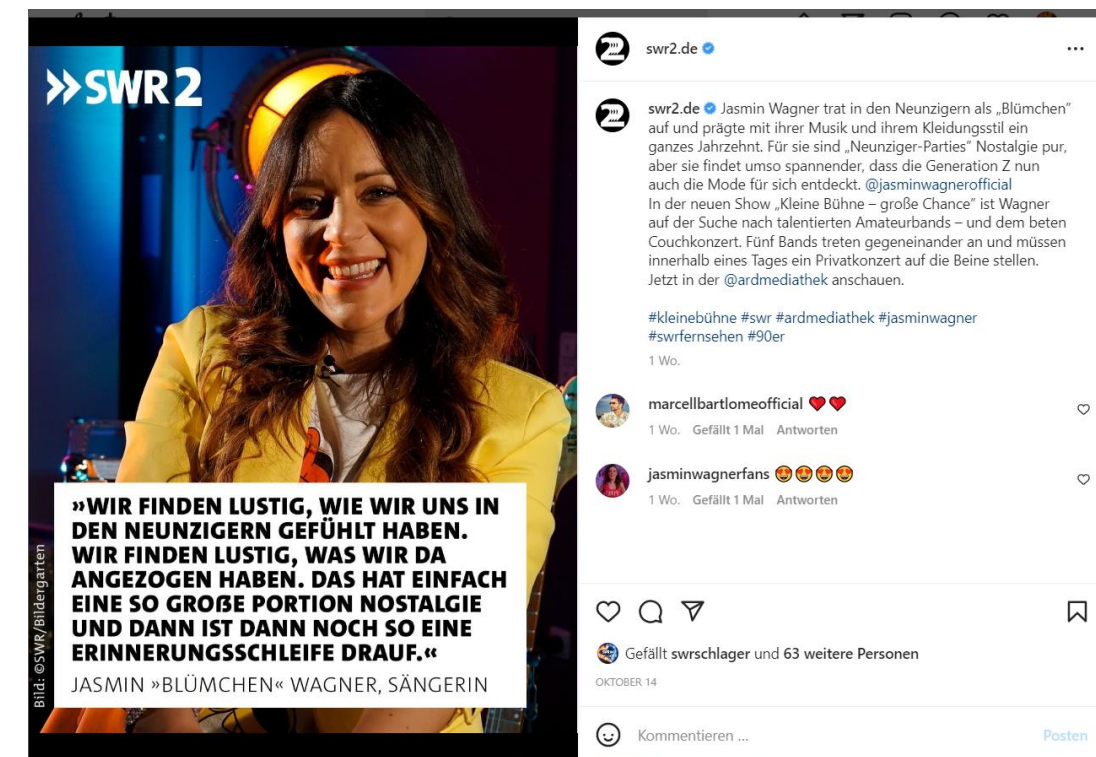 »SWR2
»WIR FINDEN LUSTIG, WIE WIR UNS IN
DEN NEUNZIGERN GEFÜHLT HABEN.
WIR FINDEN LUSTIG, WAS WIR DA
ANGEZOGEN HABEN. DAS HAT EINFACH
EINE SO GROßE PORTION NOSTALGIE
UND DANN IST DANN NOCH SO EINE
ERINNERUNGSSCHLEIFE DRAUF.«
JASMIN »BLÜMCHEN« WAGNER, SÄNGERIN
Bild: ©SWR/Bildergarten
swr2.de
swr2.de Jasmin Wagner trat in den Neunzigern als „Blümchen“
auf und prägte mit ihrer Musik und ihrem Kleidungsstil ein
ganzes Jahrzehnt. Für sie sind „Neunziger-Parties“ Nostalgie pur,
aber sie findet umso spannender, dass die Generation Z nun
auch die Mode für sich entdeckt. @jasminwagnerofficial
In der neuen Show „Kleine Bühne – große Chance“ ist Wagner
auf der Suche nach talentierten Amateurbands – und dem beten
Couchkonzert. Fünf Bands treten gegeneinander an und müssen
innerhalb eines Tages ein Privatkonzert auf die Beine stellen.
Jetzt in der @ardmediathek anschauen.
#kleinebühne #swr #ardmediathek #jasminwagner
#swrfernsehen #90er
1 Wo.
marcellbartlomeofficial ❤️❤️
1 Wo. Gefällt 1 Mal Antworten
jasminwagnerfans 😍😍😍😍
1 Wo. Gefällt 1 Mal Antworten
Gefällt swrschlager und 63 weitere Personen
OKTOBER 14
Kommentieren ...
Posten